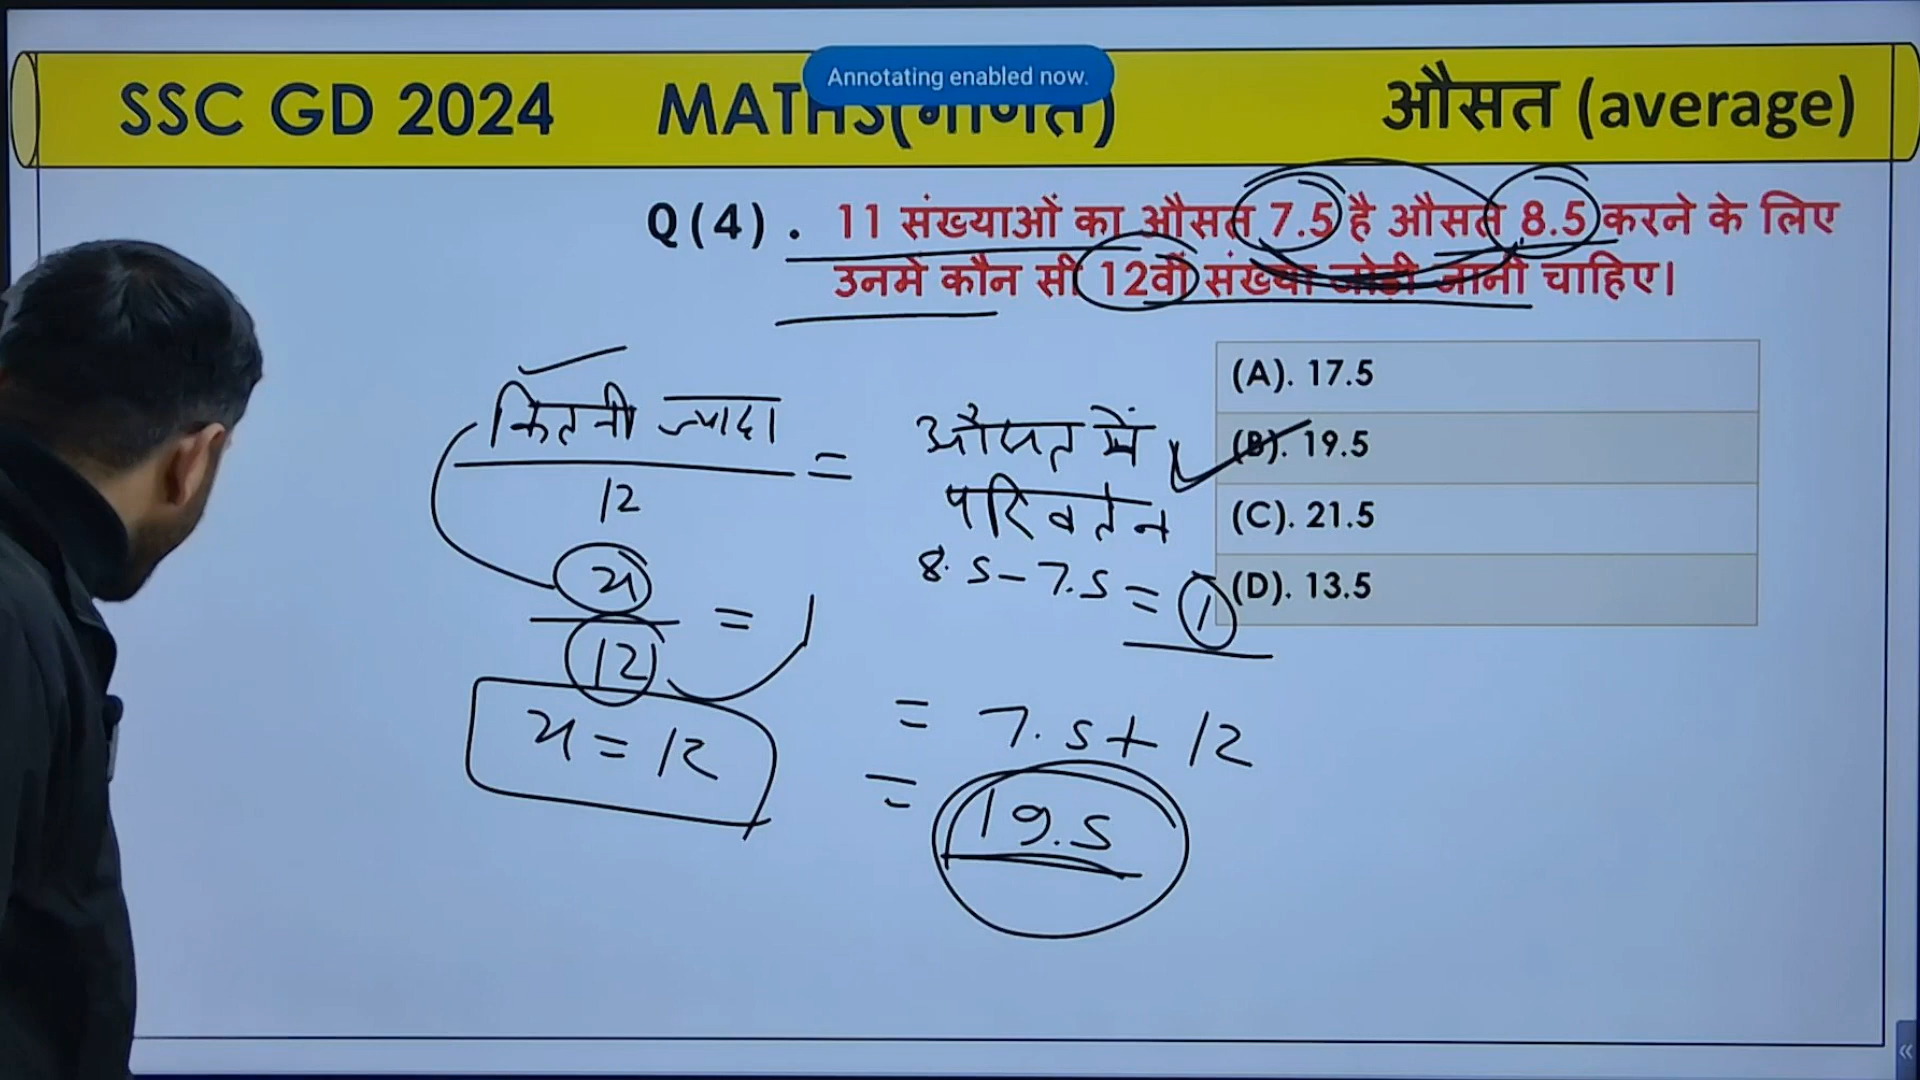 Annotating enabled now.
SSC GD 2024 MATHS(गणित) औसत (average)
Q(4). 11 संख्याओं का औसत 7.5 है औसत 8.5 करने के लिए
उनमे कौन सी 12वीं संख्या जोड़ी जानी चाहिए।
(A). 17.5
(B). 19.5
(C). 21.5
(D). 13.5
कितनी ज्यादा
12
= औसत में
परिवर्तन
8.5-7.5 = 1
x
12
= 1
x = 12
= 7.5 + 12
= 19.5